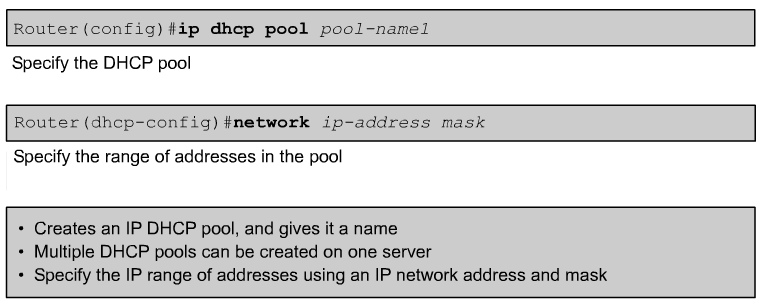 Router(config)#ip dhcp pool pool-name1
Specify the DHCP pool
Router(dhcp-config)#network ip-address mask
Specify the range of addresses in the pool
• Creates an IP DHCP pool, and gives it a name
• Multiple DHCP pools can be created on one server
• Specify the IP range of addresses using an IP network address and mask